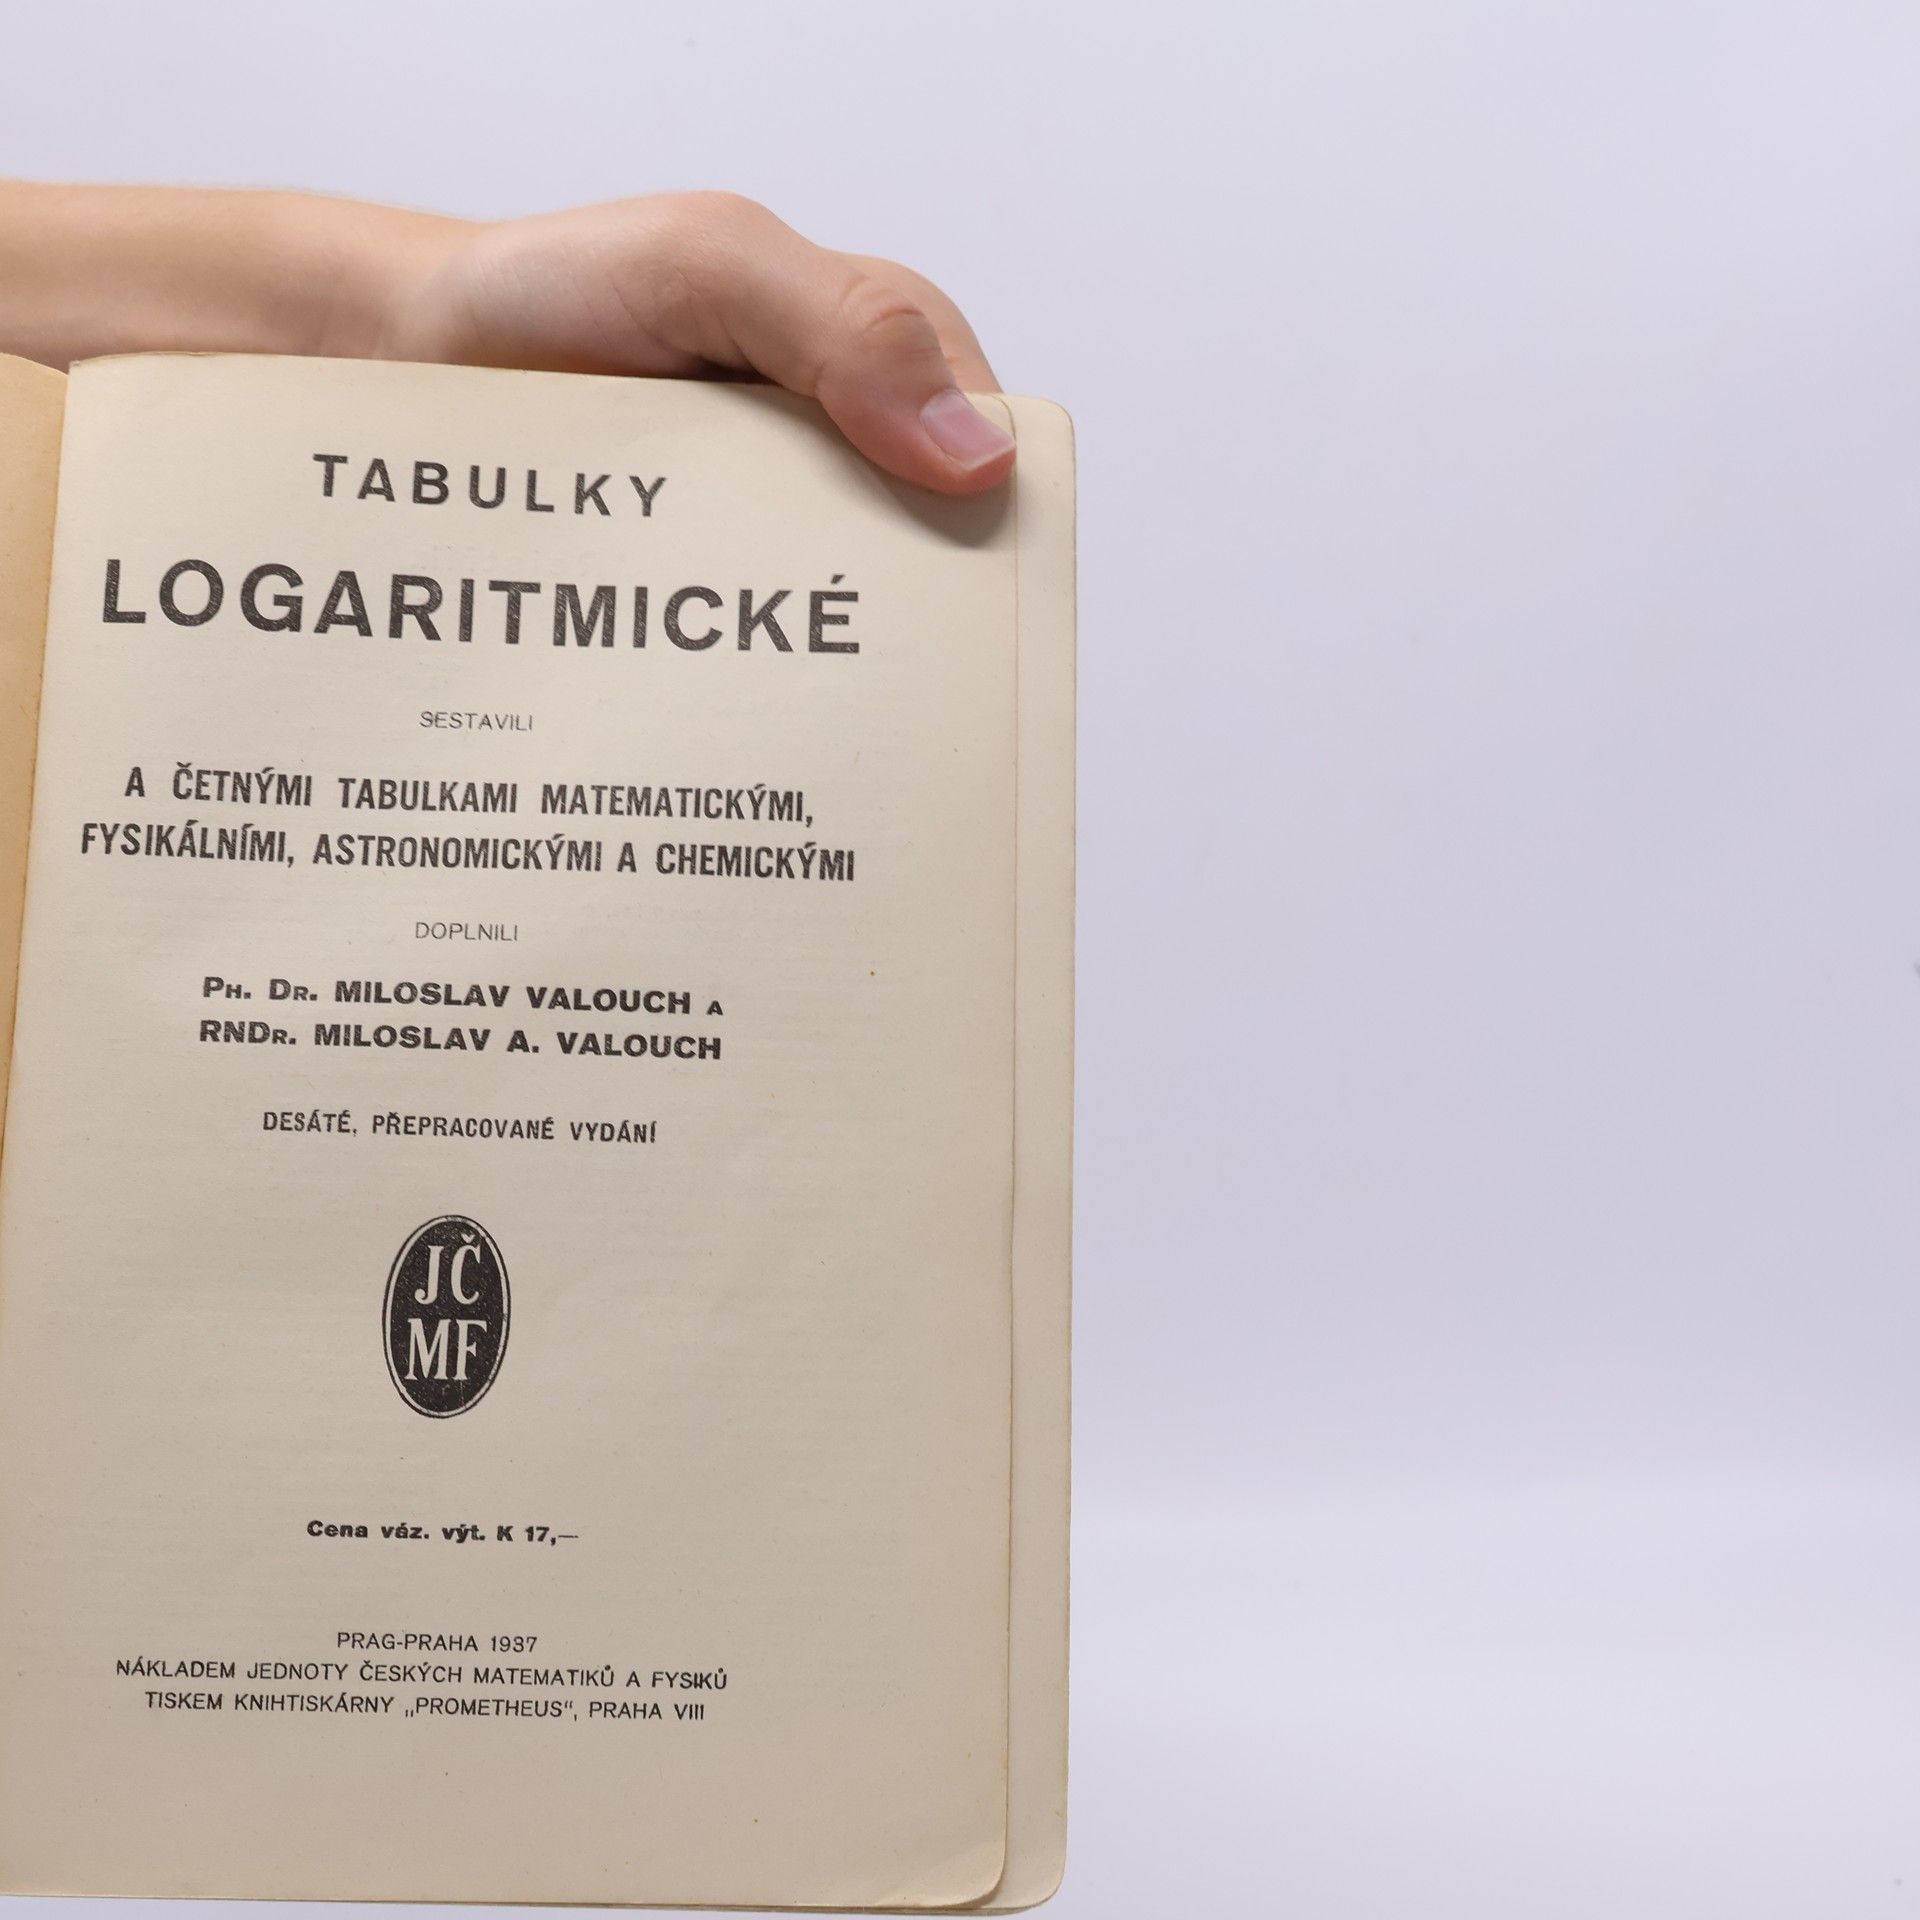 TABULKY
LOGARITMICKÉ
SESTAVILI
A ČETNÝMI TABULKAMI MATEMATICKÝMI,
FYSIKÁLNÍMI, ASTRONOMICKÝMI A CHEMICKÝMI
DOPLNILI
PH. DR. MILOSLAV VALOUCH A
RNDR. MILOSLAV A. VALOUCH
DESÁTÉ, PŘEPRACOVANÉ VYDÁNÍ
JČ
MF
Cena váz. výt. K 17,—
PRAG-PRAHA 1937
NÁKLADEM JEDNOTY ČESKÝCH MATEMATIKŮ A FYSIKŮ
TISKEM KNIHTISKÁRNY „PROMETHEUS“, PRAHA VIII